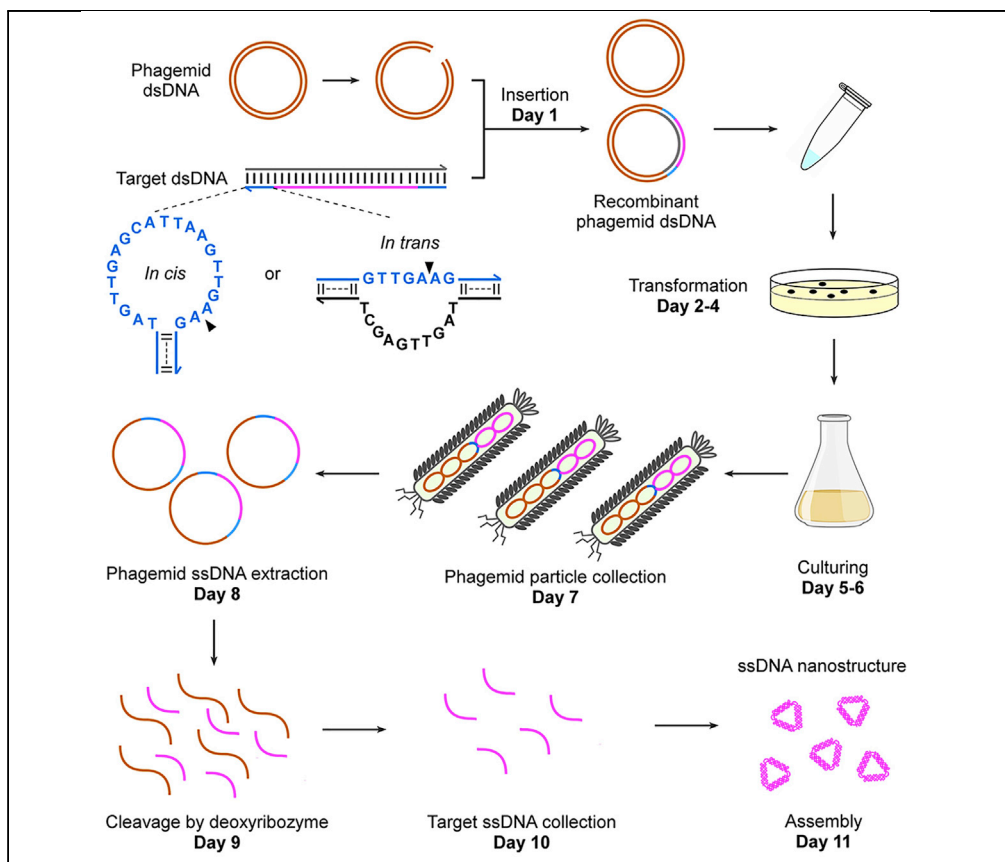 Phagemid
dsDNA
Insertion
Day 1
Target dsDNA
Recombinant
phagemid dsDNA
TAGTTGAGCATTAAGTTGAAG
In cis
or
In trans
GTTGAAG
TCGAGTTGAT
Transformation
Day 2-4
Culturing
Day 5-6
Phagemid particle collection
Day 7
Phagemid ssDNA extraction
Day 8
Cleavage by deoxyribozyme
Day 9
Target ssDNA collection
Day 10
ssDNA nanostructure
Assembly
Day 11